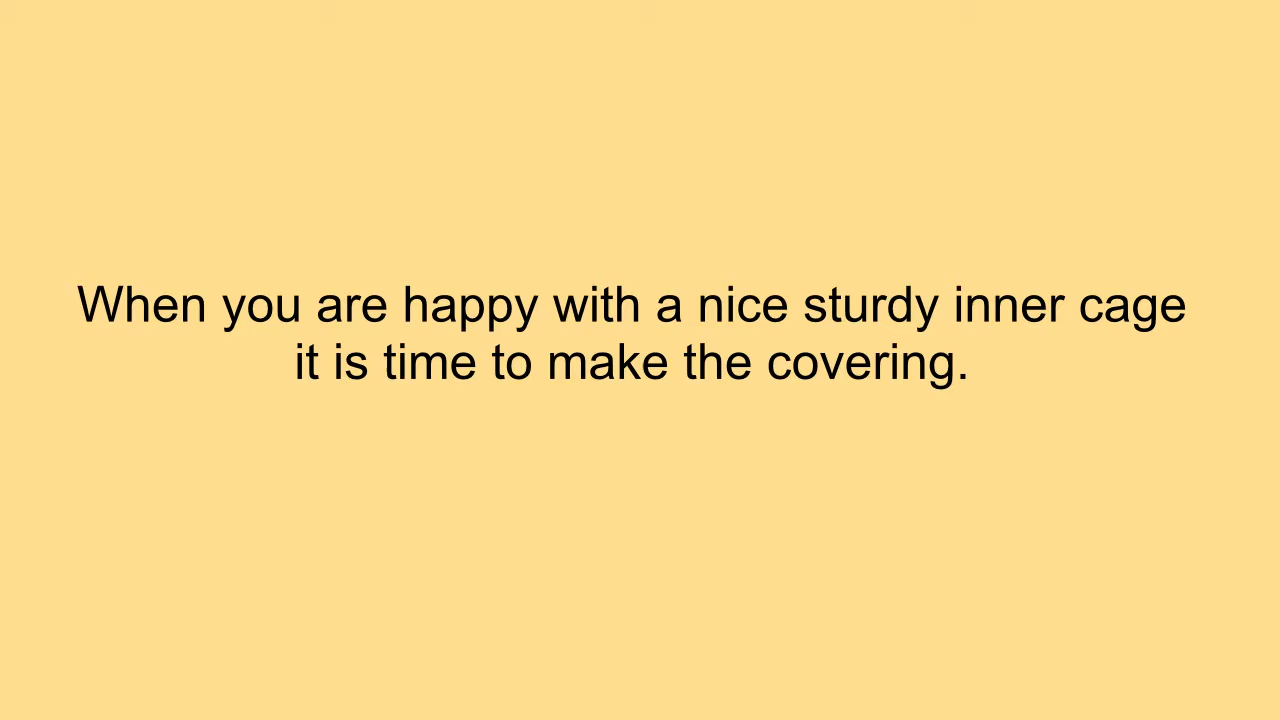 When you are happy with a nice sturdy inner cage
it is time to make the covering.